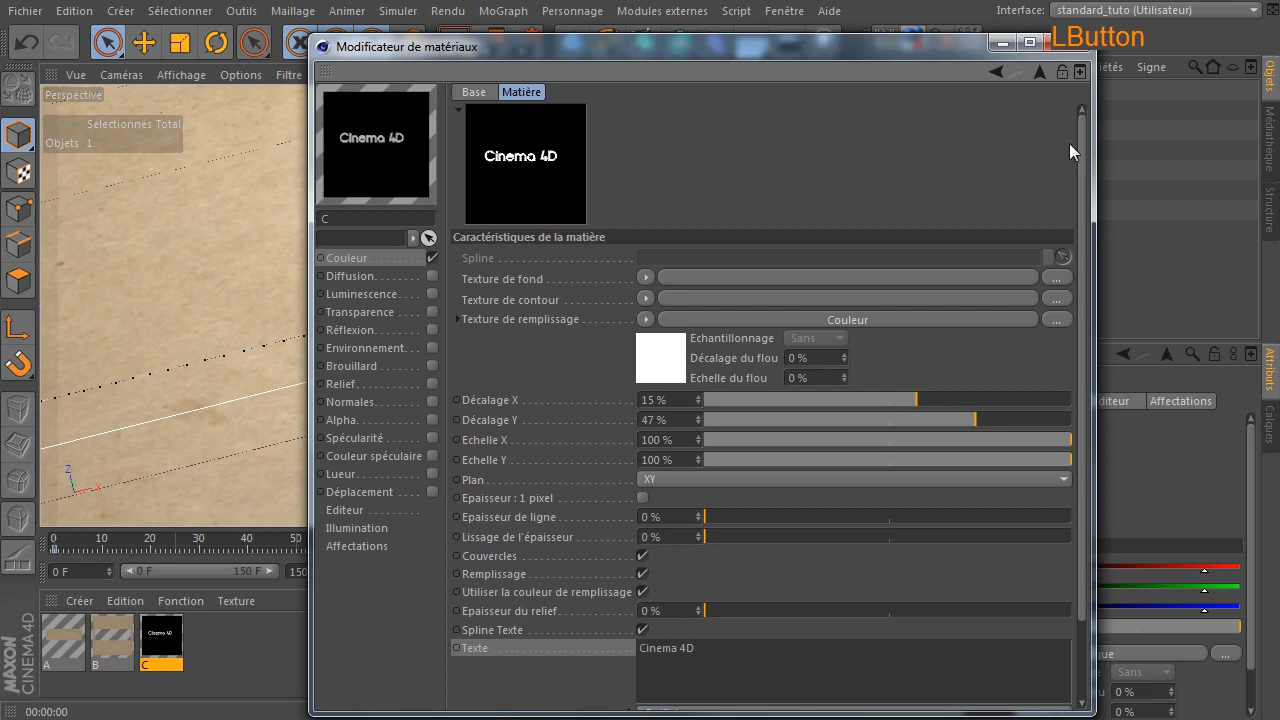 Fichier Edition Créer Sélectionner Outils Maillage Animer Simuler Rendu MoGraph Personnage Modules externes Script Fenêtre Aide Interface: standard_tuto (Utilisateur)
LButton
Modificateur de matériaux
Vue Caméras Affichage Options Filtre
Signe
Objets
Structure
Perspective
Sélectionnés Total
Objets 1
Base Matière
Cinema 4D
Cinema 4D
C
Caractéristiques de la matière
Couleur
Diffusion
Luminescence
Transparence
Réflexion
Environnement
Brouillard
Relief
Normales
Alpha
Spécularité
Couleur spéculaire
Lueur
Déplacement
Editeur
Illumination
Affectations
Spline
Texture de fond ...
Texture de contour ...
Texture de remplissage Couleur ...
Echantillonnage Sans
Décalage du flou 0 %
Echelle du flou 0 %
Décalage X 15 %
Décalage Y 47 %
Echelle X 100 %
Echelle Y 100 %
Plan XY
Epaisseur : 1 pixel
Epaisseur de ligne 0 %
Lissage de l'épaisseur 0 %
Couvercles
Remplissage
Utiliser la couleur de remplissage
Epaisseur du relief 0 %
Spline Texte
Texte Cinema 4D
Attributs
Calques
Affectations
...
Sans
0 %
0 %
Z
X
0 10 20 30 40 50
0 F 0 F 150 F
Créer Edition Fonction Texture
Cinema 4D
A B C
MAXON
CINEMA 4D
00:00:00